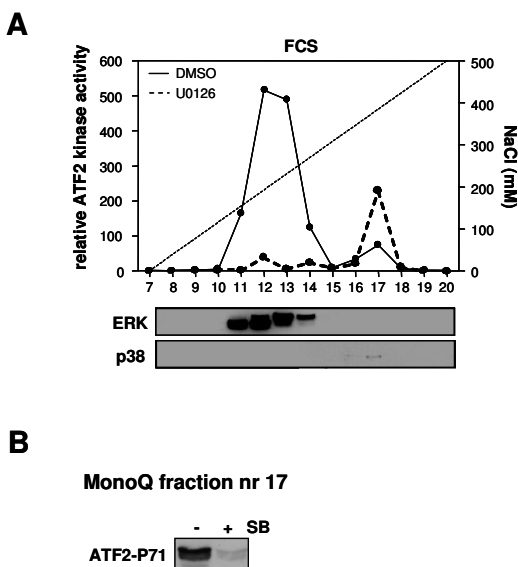 A
FCS
relative ATF2 kinase activity
NaCl (mM)
600
500
400
300
200
100
0
500
400
300
200
100
0
DMSO
U0126
7 8 9 10 11 12 13 14 15 16 17 18 19 20
ERK
p38
B
MonoQ fraction nr 17
- + SB
ATF2-P71